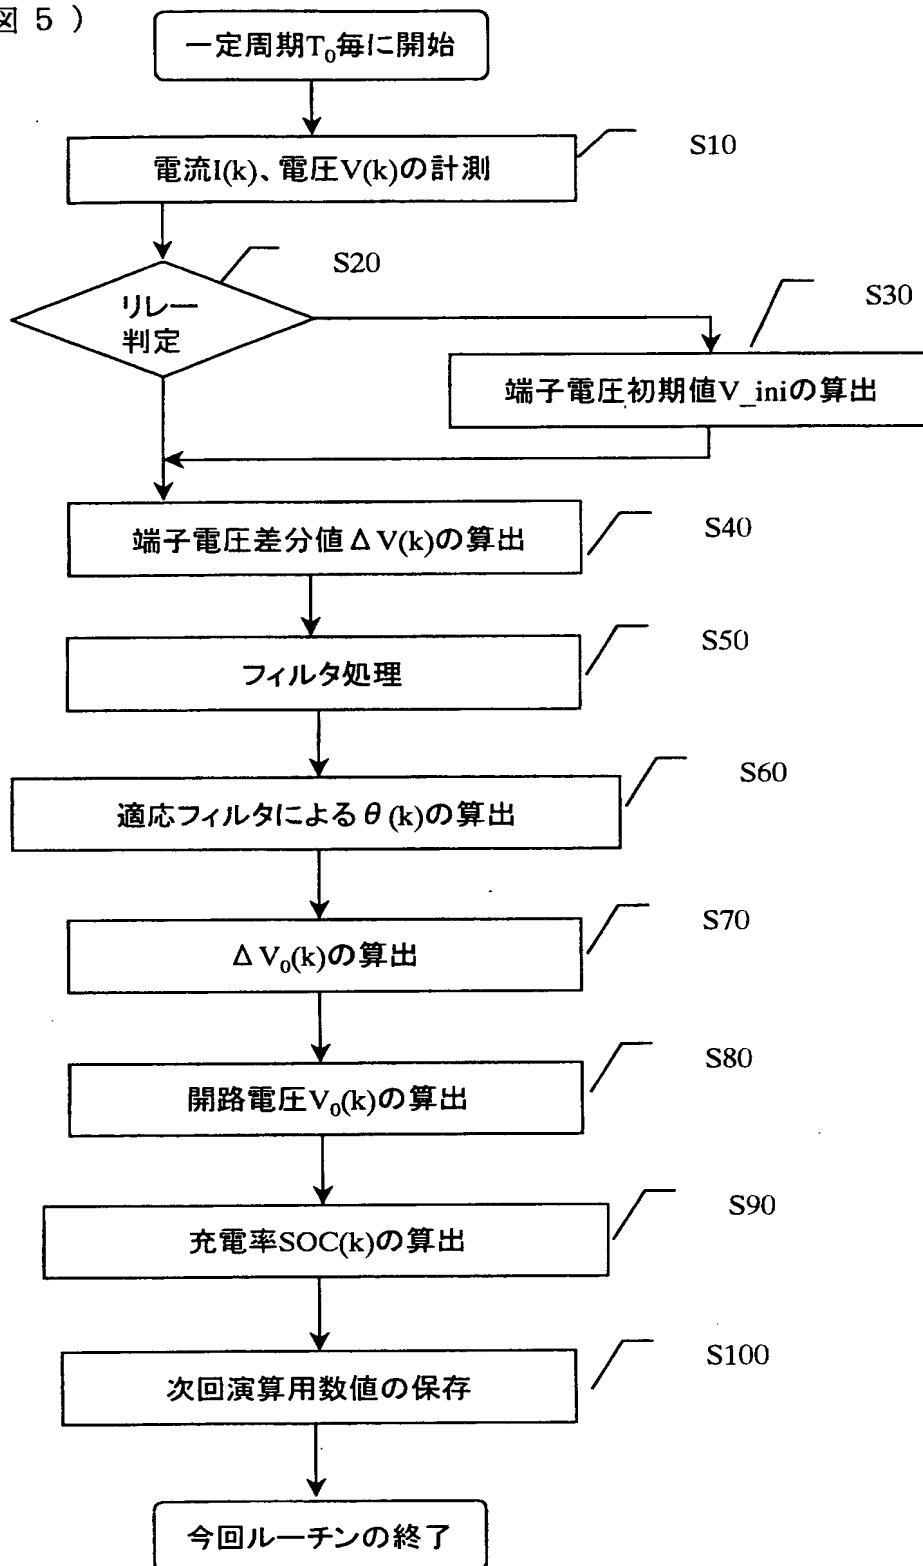 図 5 )
一定周期T₀毎に開始
電流I(k)、電圧V(k)の計測
S10
S20
リレー
判定
S30
端子電圧初期値V_iniの算出
端子電圧差分値ΔV(k)の算出
S40
フィルタ処理
S50
適応フィルタによるθ(k)の算出
S60
ΔV₀(k)の算出
S70
開路電圧V₀(k)の算出
S80
充電率SOC(k)の算出
S90
次回演算用数値の保存
S100
今回ルーチンの終了